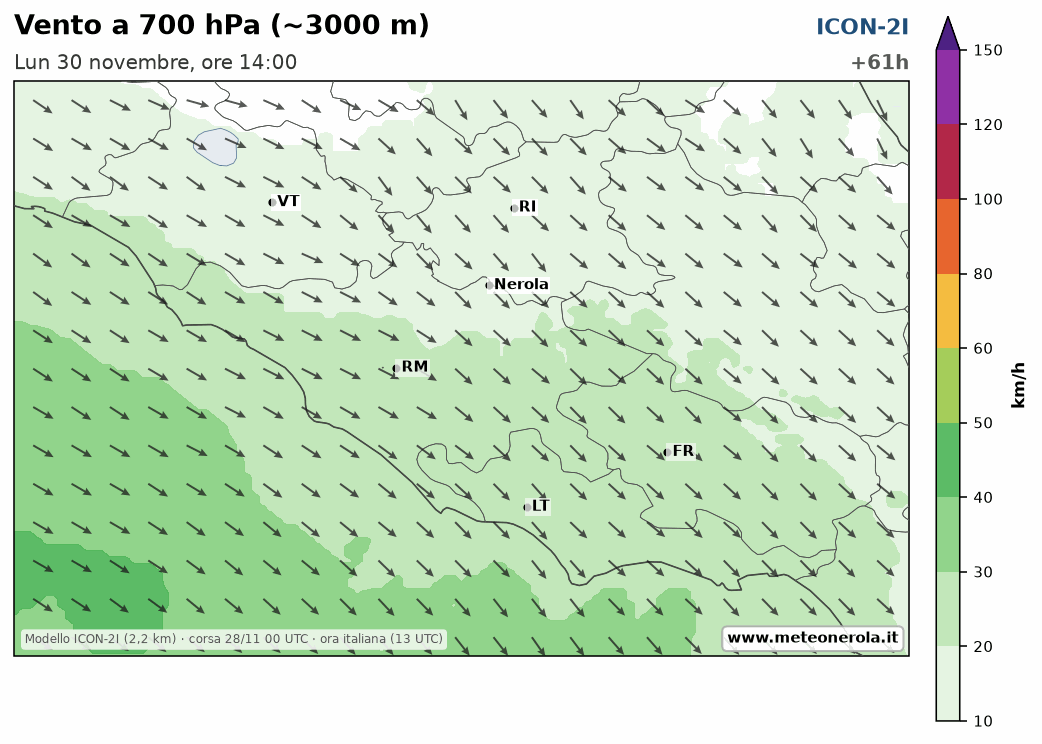 Vento a 700 hPa (~3000 m)
ICON-2I
Lun 30 novembre, ore 14:00
+61h
VT
RI
Nerola
RM
FR
LT
Modello ICON-2I (2,2 km) · corsa 28/11 00 UTC · ora italiana (13 UTC)
www.meteonerola.it
150
120
100
80
60
50
40
30
20
10
km/h